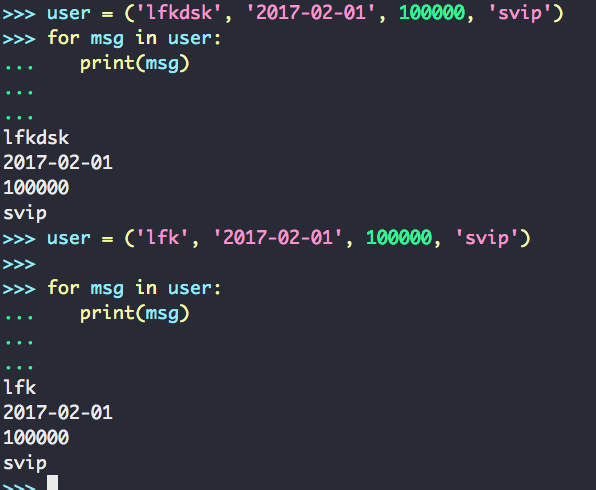 >>> user = ('lfkdsk', '2017-02-01', 100000, 'svip')
>>> for msg in user:
...    print(msg)
...
...
lfkdsk
2017-02-01
100000
svip
>>> user = ('lfk', '2017-02-01', 100000, 'svip')
>>>
>>> for msg in user:
...    print(msg)
...
...
lfk
2017-02-01
100000
svip
>>>